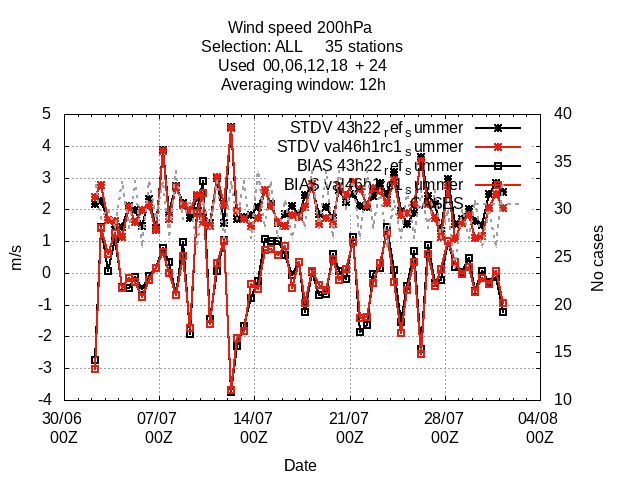 Wind speed 200hPa
Selection: ALL 35 stations
Used 00,06,12,18 + 24
Averaging window: 12h
STDV 43h22ref_summer
STDV val46h1rc1_summer
BIAS 43h22_ref_summer
BIAS val46h1rc1_summer
CASES
5
4
3
2
1
0
-1
-2
-3
-4
m/s
40
35
30
25
20
15
10
No cases
30/06 07/07 14/07 21/07 28/07 04/08
00Z 00Z 00Z 00Z 00Z 00Z
Date